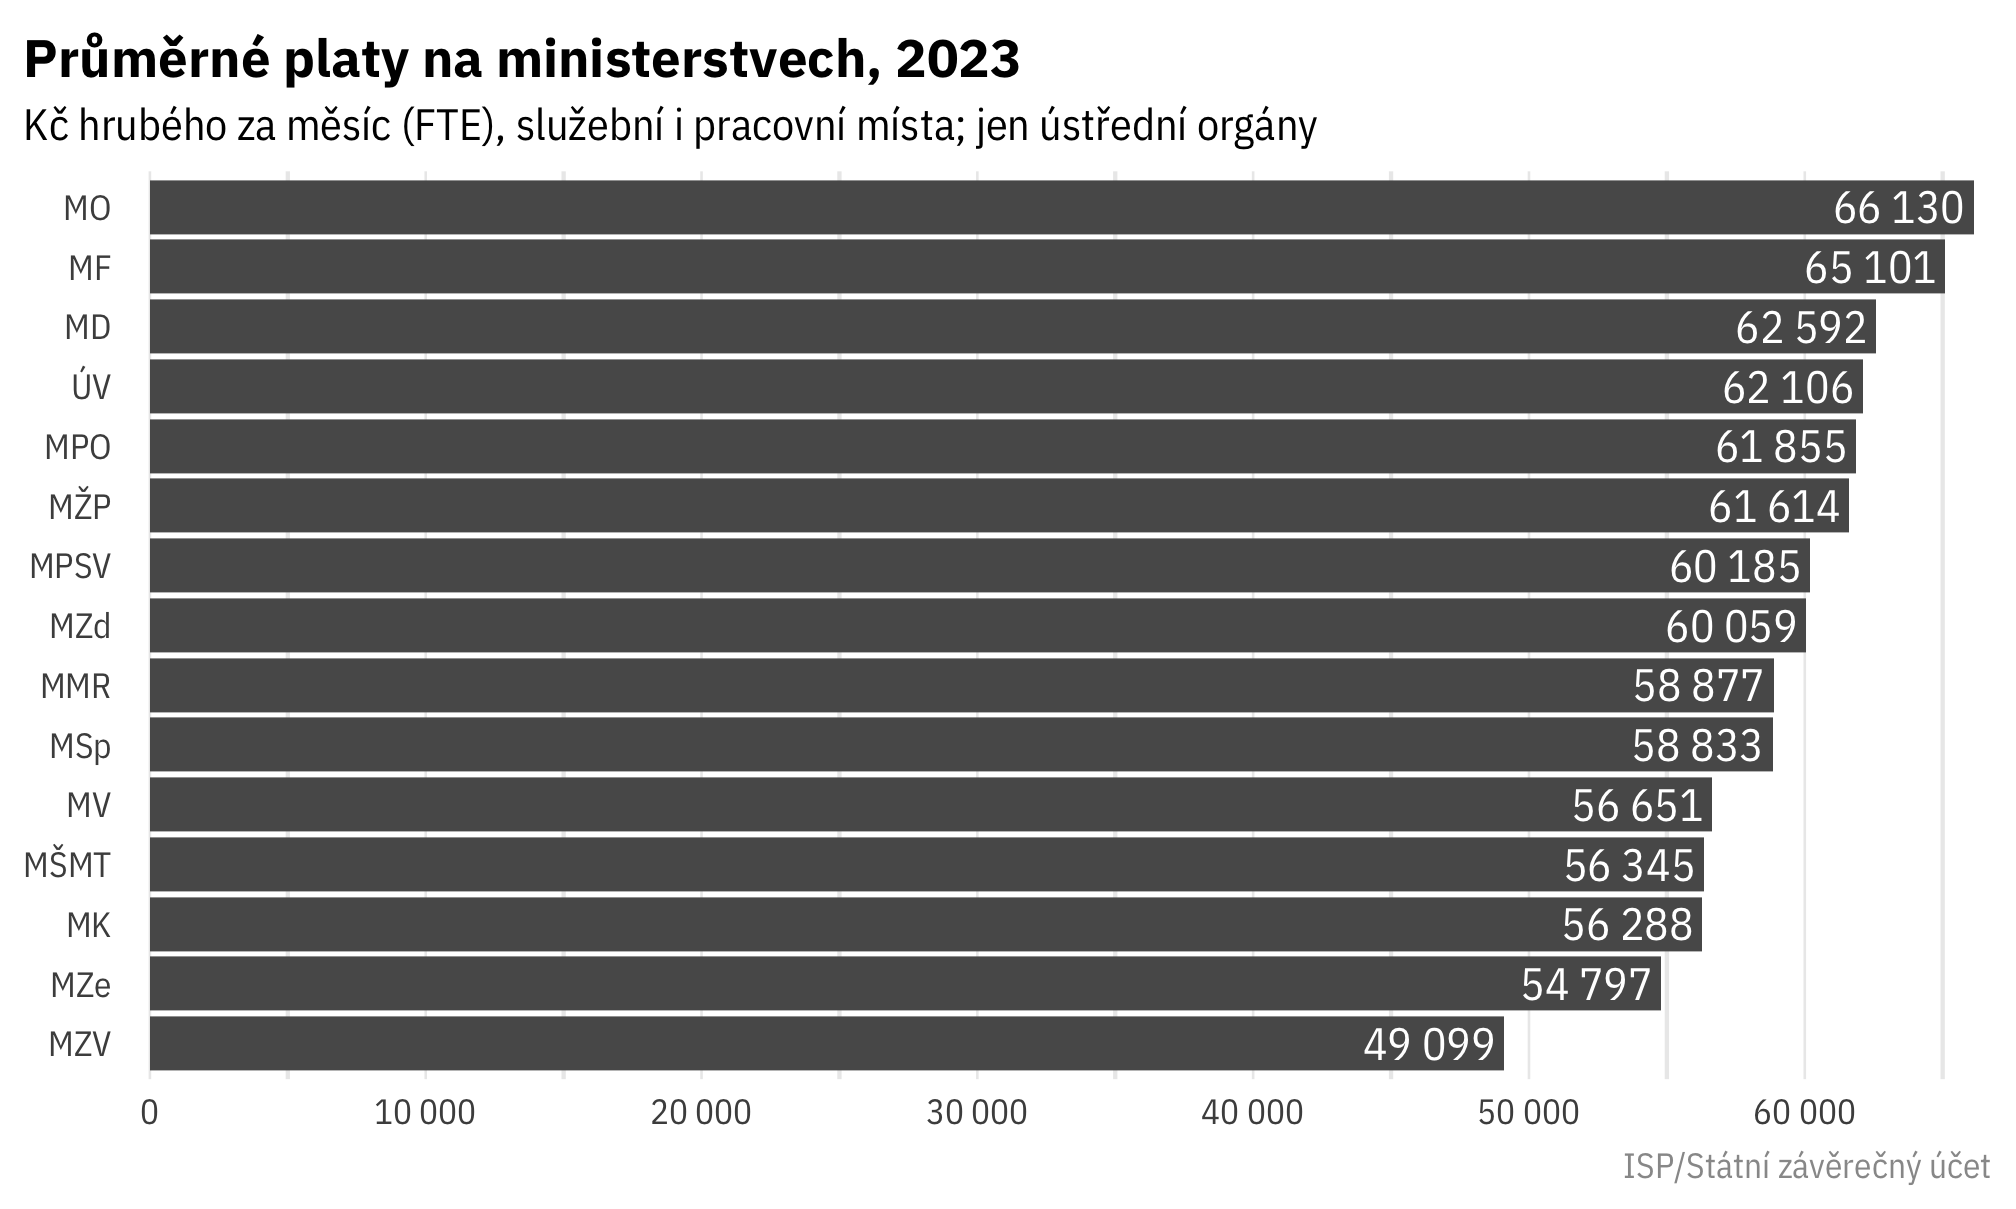 Průměrné platy na ministerstvech, 2023
Kč hrubého za měsíc (FTE), služební i pracovní místa; jen ústřední orgány
MO 66 130
MF 65 101
MD 62 592
ÚV 62 106
MPO 61 855
MŽP 61 614
MPSV 60 185
MZd 60 059
MMR 58 877
MSp 58 833
MV 56 651
MŠMT 56 345
MK 56 288
MZe 54 797
MZV 49 099
0 10 000 20 000 30 000 40 000 50 000 60 000
ISP/Státní závěrečný účet